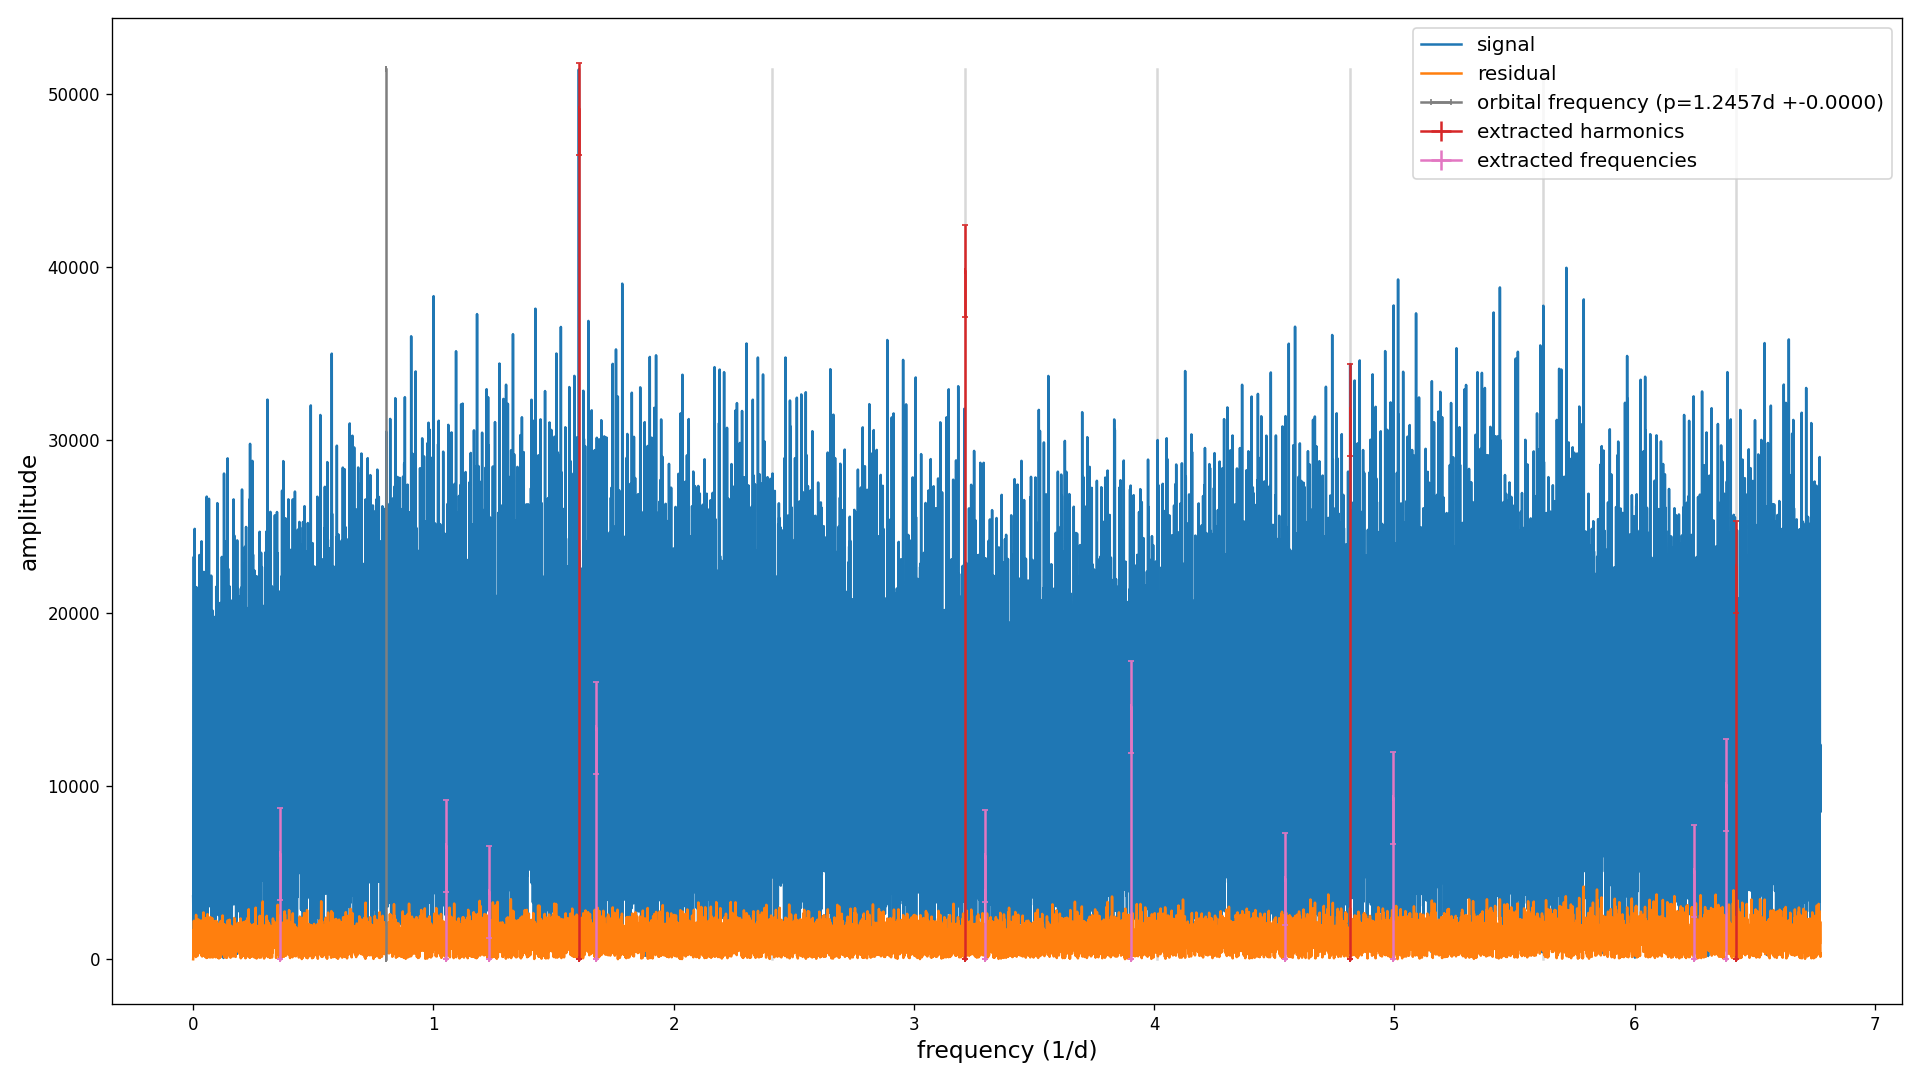 signal
residual
orbital frequency (p=1.2457d +-0.0000)
extracted harmonics
extracted frequencies
50000
40000
30000
20000
10000
0
amplitude
0 1 2 3 4 5 6 7
frequency (1/d)